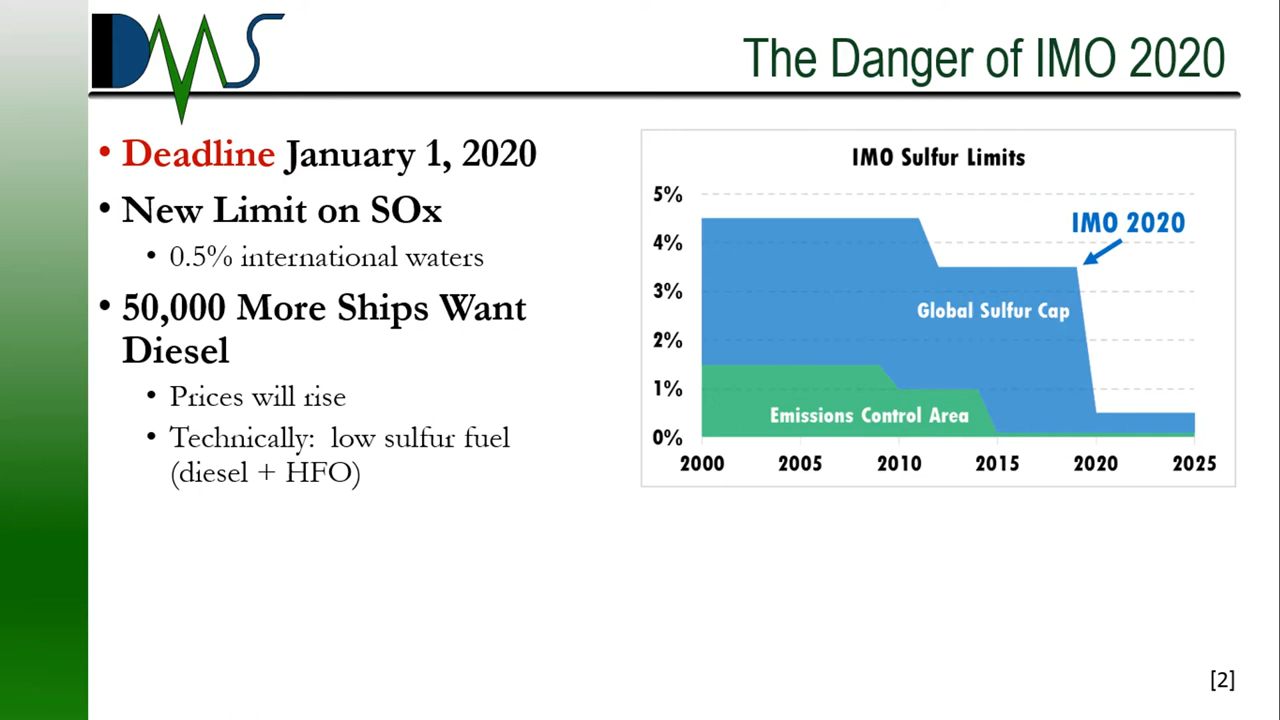 DMS
The Danger of IMO 2020
• Deadline January 1, 2020
• New Limit on SOx
• 0.5% international waters
• 50,000 More Ships Want
Diesel
• Prices will rise
• Technically: low sulfur fuel
(diesel + HFO)
IMO Sulfur Limits
5%
4%
3%
2%
1%
0%
IMO 2020
Global Sulfur Cap
Emissions Control Area
2000 2005 2010 2015 2020 2025
[2]